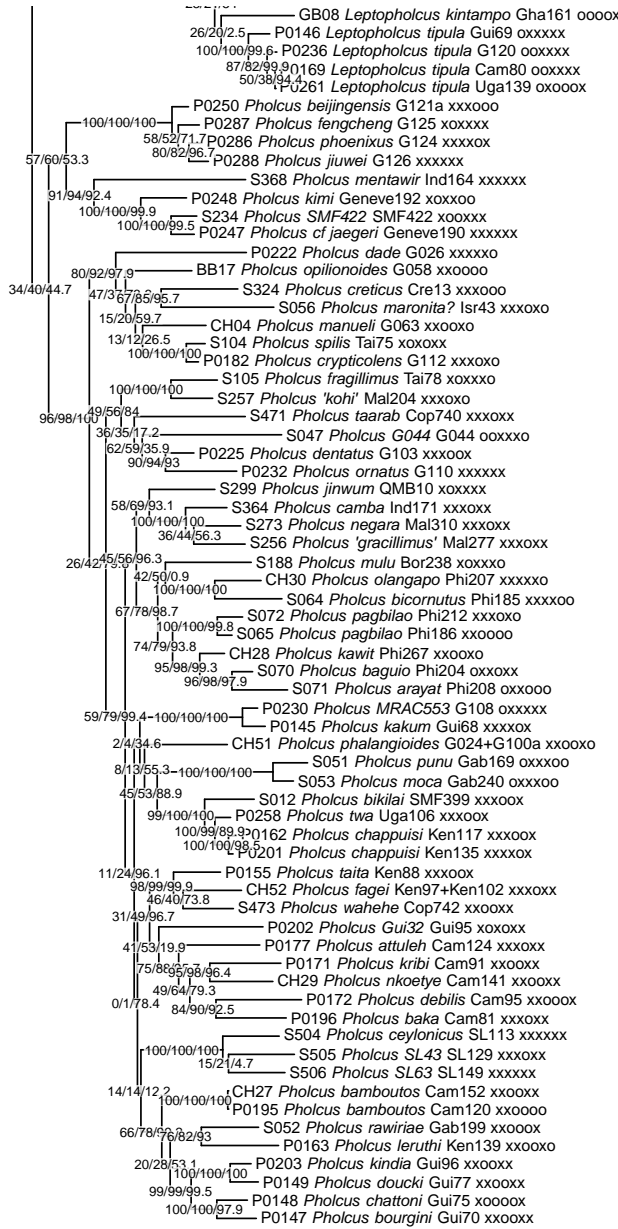 GB08 Leptopholcus kintampo Gha161 oooox
26/20/2.5
P0146 Leptopholcus tipula Gui69 oxxxxx
100/100/99.6
P0236 Leptopholcus tipula G120 ooxxxx
87/82/99.9
P0169 Leptopholcus tipula Cam80 ooxxxx
50/38/94.4
P0261 Leptopholcus tipula Uga139 oxooox
P0250 Pholcus beijingensis G121a xxxooo
100/100/100
P0287 Pholcus fengcheng G125 xoxxxx
58/52/71.7
P0286 Pholcus phoenixus G124 xxxxox
80/82/96.7
P0288 Pholcus jiuwei G126 xxxxxx
57/60/53.3
S368 Pholcus mentawir Ind164 xxxxxx
91/94/92.4
P0248 Pholcus kimi Geneve192 xoxxoo
100/100/99.9
S234 Pholcus SMF422 SMF422 xooxxx
100/100/99.5
P0247 Pholcus cf jaegeri Geneve190 xxxxxx
P0222 Pholcus dade G026 xxxxxo
80/92/97.9
BB17 Pholcus opilionoides G058 xxoooo
34/40/44.7
S324 Pholcus creticus Cre13 xxxooo
67/85/95.7
S056 Pholcus maronita? Isr43 xxxoxo
15/20/59.7
CH04 Pholcus manueli G063 xxooxo
13/12/26.5
S104 Pholcus spilis Tai75 xoxoxx
100/100/100
P0182 Pholcus crypticolens G112 xxxoxo
S105 Pholcus fragillimus Tai78 xoxxxo
100/100/100
S257 Pholcus 'kohi' Mal204 xxxoxo
49/56/84
96/98/100
S471 Pholcus taarab Cop740 xxxoxx
36/35/17.2
S047 Pholcus G044 G044 ooxxxo
62/59/35.9
P0225 Pholcus dentatus G103 xxxoox
90/94/93
P0232 Pholcus ornatus G110 xxxxxx
S299 Pholcus jinwum QMB10 xoxxxx
58/69/93.1
S364 Pholcus camba Ind171 xxxoxx
100/100/100
S273 Pholcus negara Mal310 xxxoxx
36/44/56.3
S256 Pholcus 'gracillimus' Mal277 xxxoxx
45/56/96.3
S188 Pholcus mulu Bor238 xoxxxo
42/50/0.9
CH30 Pholcus olangapo Phi207 xxxxxo
100/100/100
S064 Pholcus bicornutus Phi185 xxxxoo
67/78/98.7
S072 Pholcus pagbilao Phi212 xxxoxo
100/100/99.8
S065 Pholcus pagbilao Phi186 xxoooo
74/79/93.8
CH28 Pholcus kawit Phi267 xxooxo
95/98/99.3
S070 Pholcus baguio Phi204 oxxoxx
96/98/97.9
S071 Pholcus arayat Phi208 oxxooo
P0230 Pholcus MRAC553 G108 oxxxxx
59/79/99.4
100/100/100
P0145 Pholcus kakum Gui68 xxxxox
2/4/34.6
CH51 Pholcus phalangioides G024+G100a xxooxo
S051 Pholcus punu Gab169 oxxxoo
8/13/55.3
100/100/100
S053 Pholcus moca Gab240 oxxxoo
45/53/88.9
S012 Pholcus bikilai SMF399 xxxoox
99/100/100
P0258 Pholcus twa Uga106 xxxoox
100/99/89.9
P0162 Pholcus chappuisi Ken117 xxxoox
100/100/98.5
P0201 Pholcus chappuisi Ken135 xxxxox
11/24/96.1
P0155 Pholcus taita Ken88 xxxoox
98/99/99.9
CH52 Pholcus fagei Ken97+Ken102 xxxoxx
46/40/73.8
S473 Pholcus wahehe Cop742 xxooxx
31/49/96.7
P0202 Pholcus Gui32 Gui95 xoxoxx
41/53/19.9
P0177 Pholcus attuleh Cam124 xxxoxx
P0171 Pholcus kribi Cam91 xxooxx
95/98/96.4
CH29 Pholcus nkoetye Cam141 xxooxx
49/64/79.3
0/1/78.4
P0172 Pholcus debilis Cam95 xxooox
84/90/92.5
P0196 Pholcus baka Cam81 xxxoxx
S504 Pholcus ceylonicus SL113 xxxxxx
100/100/100
S505 Pholcus SL43 SL129 xxxoxx
15/21/4.7
S506 Pholcus SL63 SL149 xxxxxx
14/14/12.2
CH27 Pholcus bamboutos Cam152 xxooxx
100/100/100
P0195 Pholcus bamboutos Cam120 xxoooo
S052 Pholcus rawiriae Gab199 xxooox
76/82/93
P0163 Pholcus leruthi Ken139 xxooxo
20/28/53.1
P0203 Pholcus kindia Gui96 xxooxx
100/100/100
P0149 Pholcus doucki Gui77 xxooxx
99/99/99.5
P0148 Pholcus chattoni Gui75 xxoooox
100/100/97.9
P0147 Pholcus bourgini Gui72 xxooxx